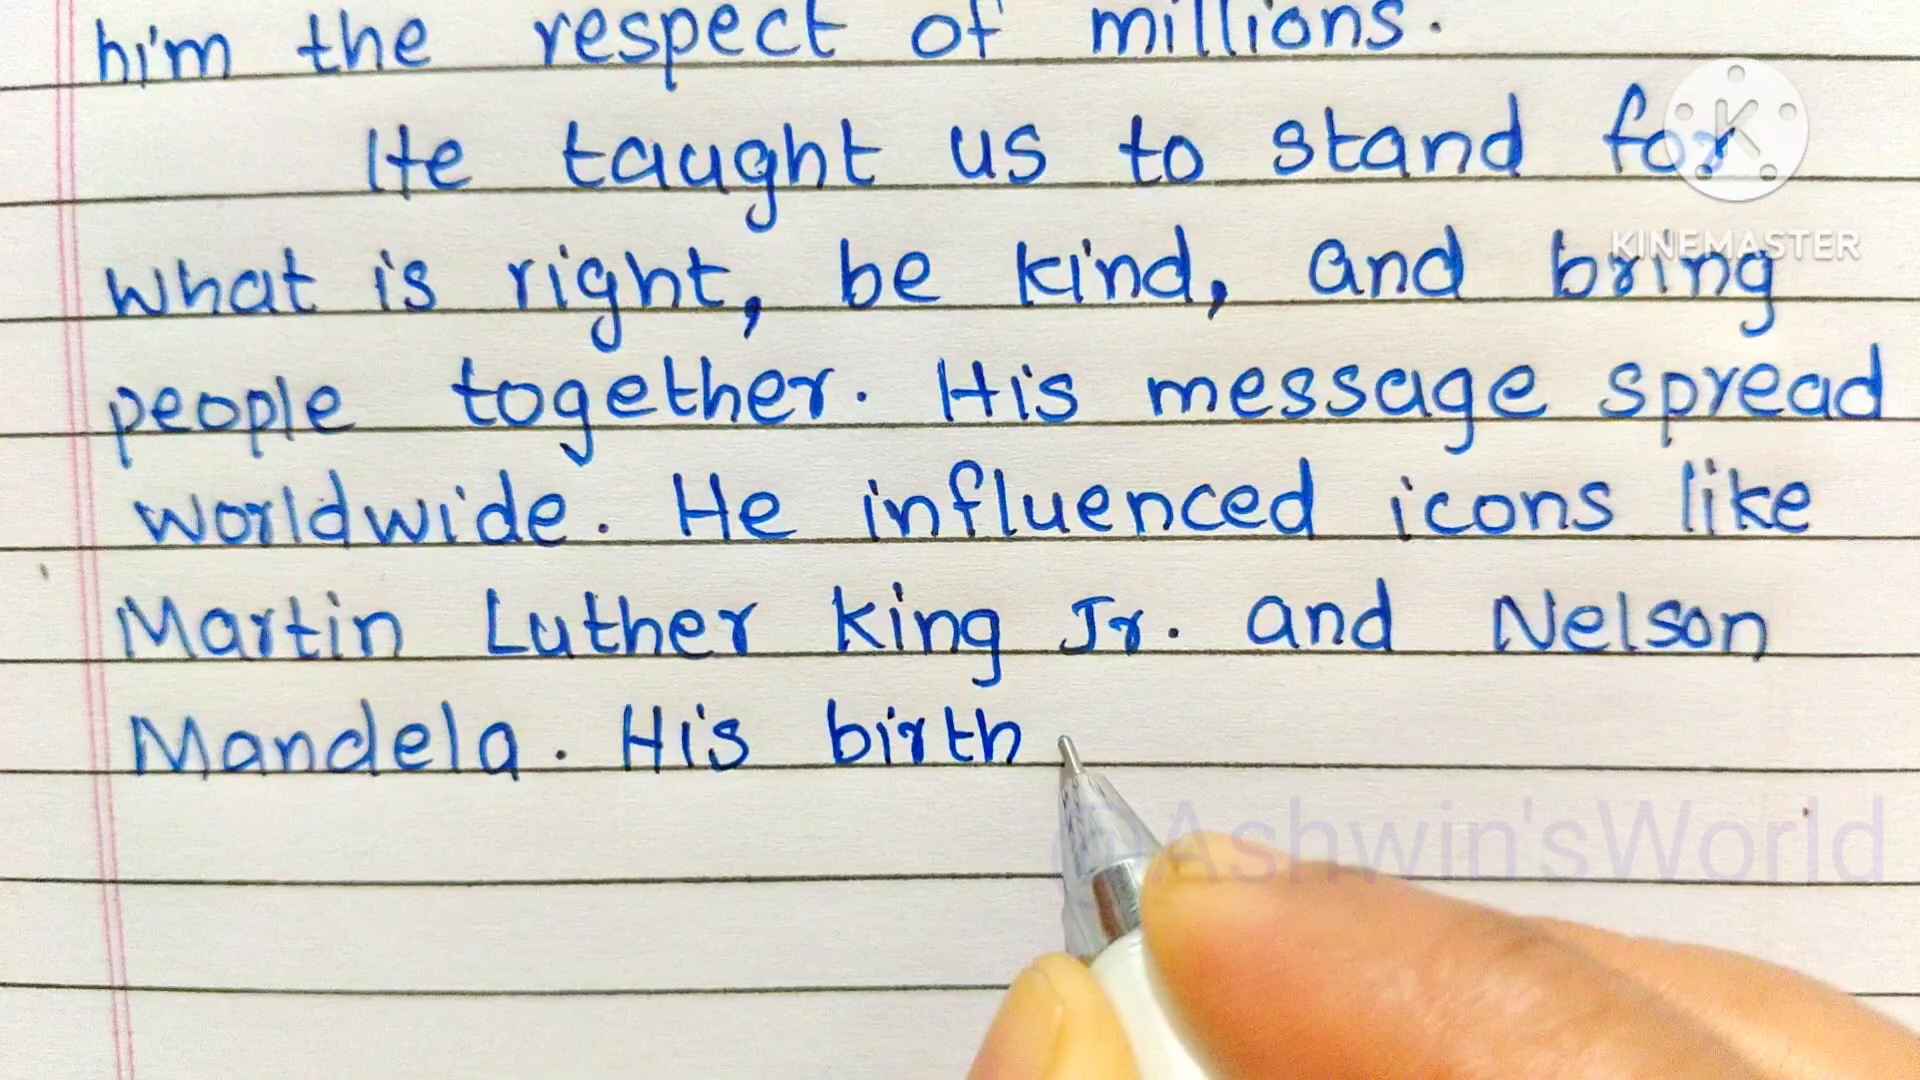 him the respect of millions.
He taught us to stand for
KINEMASTER
what is right, be kind, and bring
people together. His message spread
worldwide. He influenced icons like
Martin Luther King Jr. and Nelson
Mandela. His birth
@Ashwin'sWorld